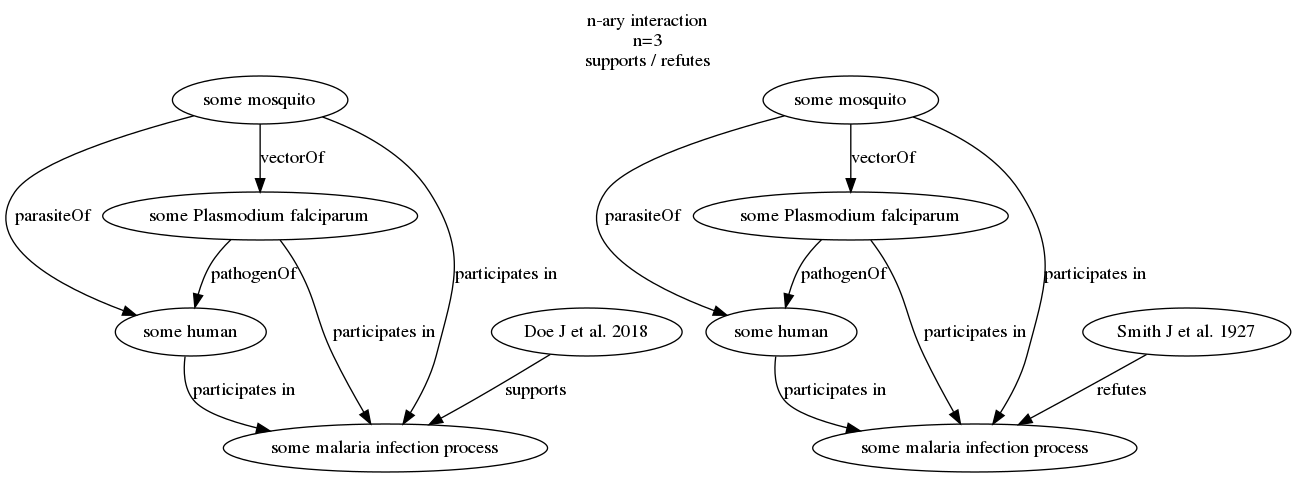 n-ary interaction
n=3
supports / refutes
some mosquito
vectorOf
parasiteOf
some Plasmodium falciparum
pathogenOf
participates in
some human
participates in
Doe J et al. 2018
participates in
supports
some malaria infection process
some mosquito
vectorOf
parasiteOf
some Plasmodium falciparum
pathogenOf
participates in
some human
participates in
Smith J et al. 1927
participates in
refutes
some malaria infection process